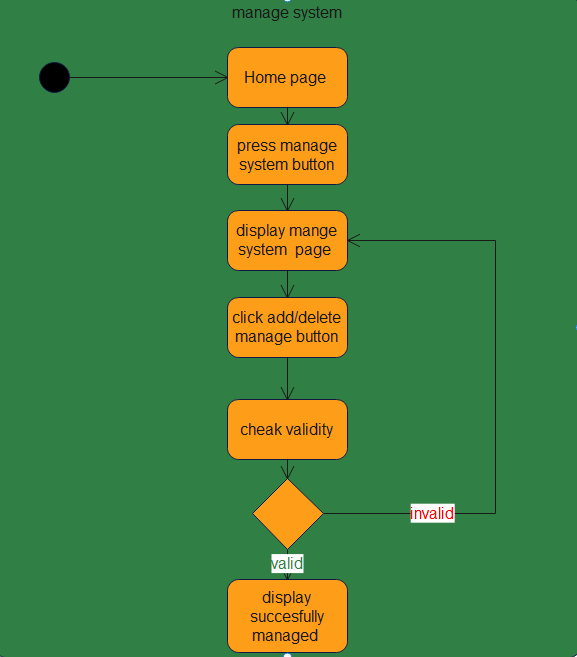 manage system
Home page
press manage
system button
display mange
system page
click add/delete
manage button
cheak validity
invalid
valid
display
succesfully
managed